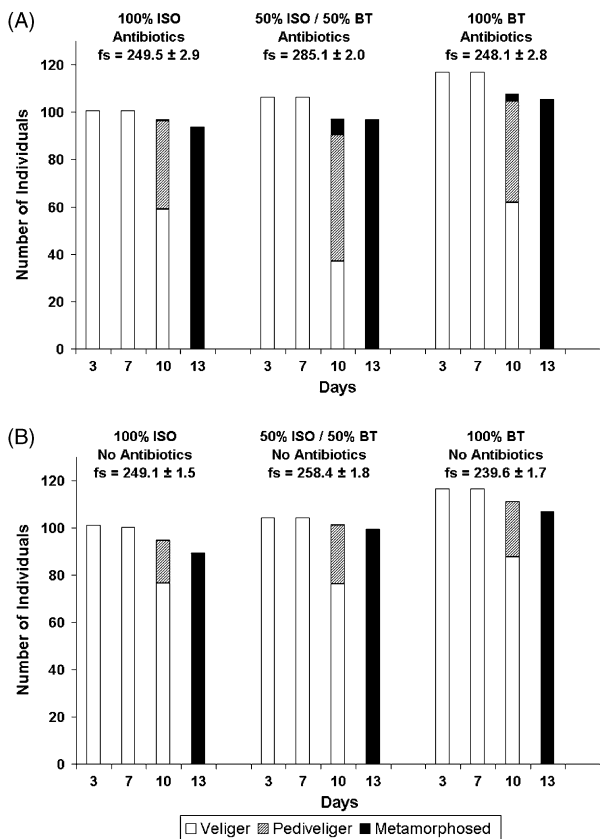 (A)
100% ISO
Antibiotics
fs = 249.5 ± 2.9
50% ISO / 50% BT
Antibiotics
fs = 285.1 ± 2.0
100% BT
Antibiotics
fs = 248.1 ± 2.8
Number of Individuals
120
100
80
60
40
20
0
3 7 10 13 3 7 10 13 3 7 10 13
Days
(B)
100% ISO
No Antibiotics
fs = 249.1 ± 1.5
50% ISO / 50% BT
No Antibiotics
fs = 258.4 ± 1.8
100% BT
No Antibiotics
fs = 239.6 ± 1.7
Number of Individuals
120
100
80
60
40
20
0
3 7 10 13 3 7 10 13 3 7 10 13
Days
Veliger Pediveliger Metamorphosed